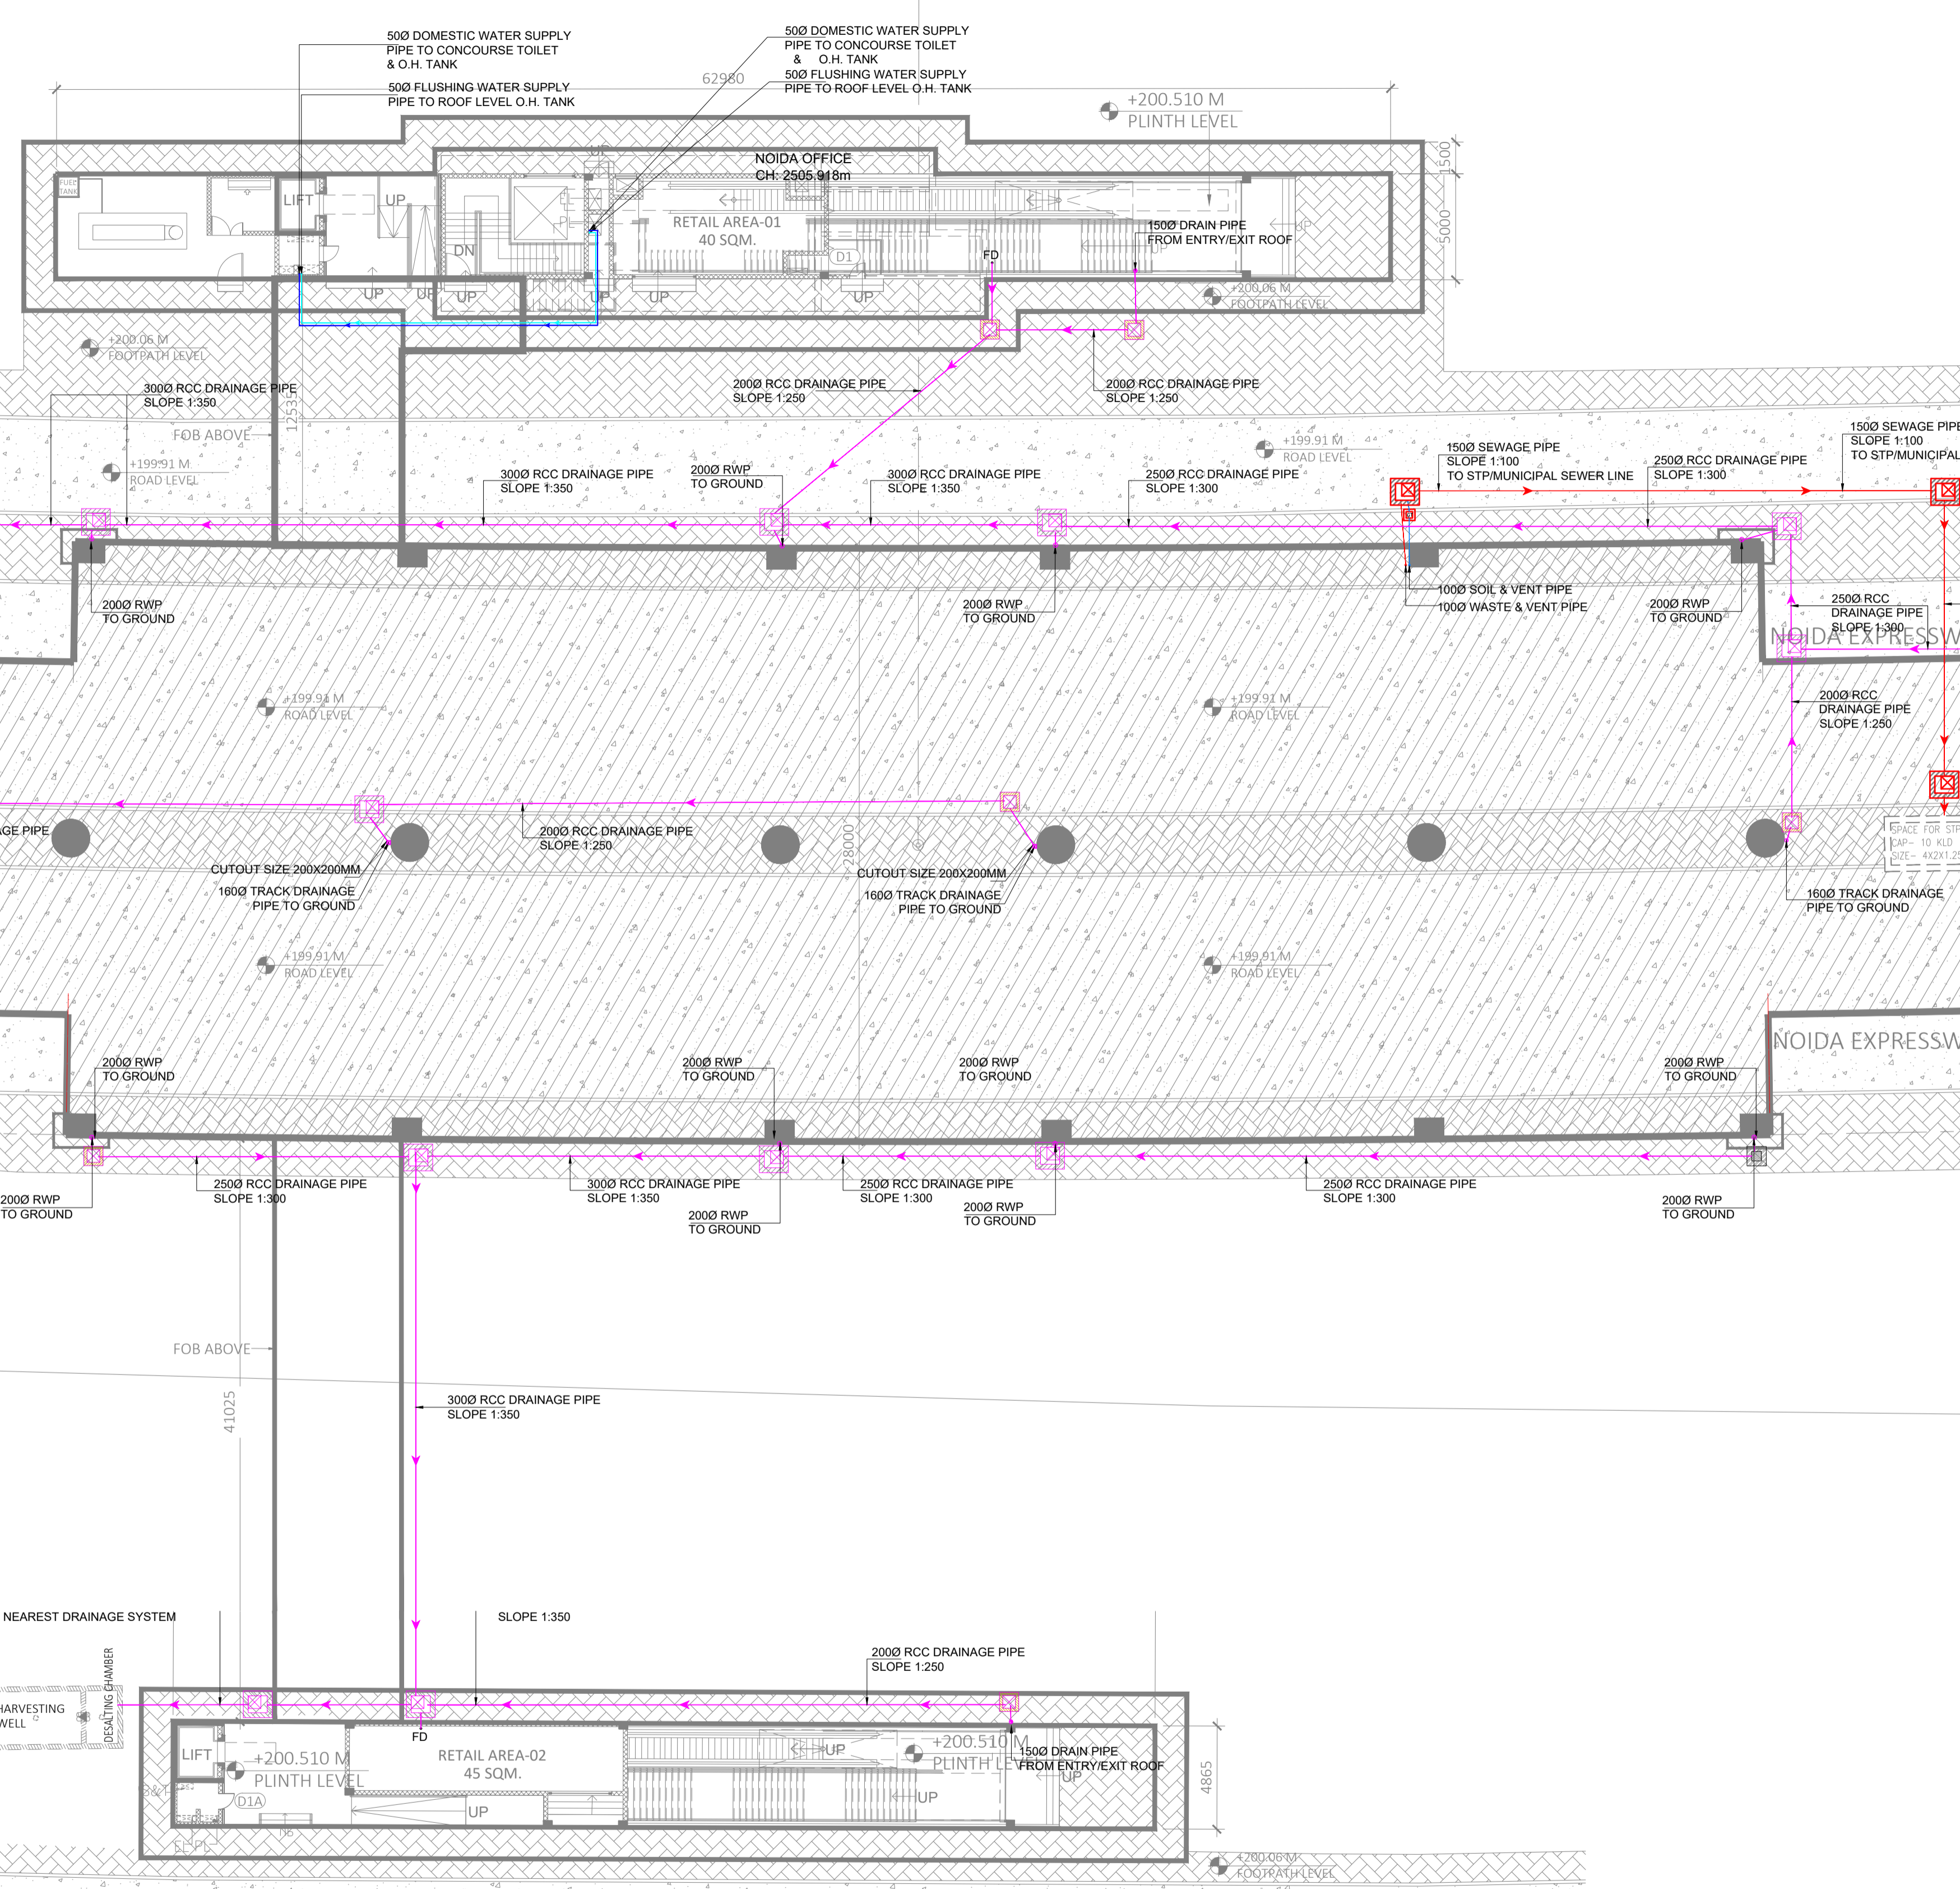 50Ø DOMESTIC WATER SUPPLY
PIPE TO CONCOURSE TOILET
& O.H. TANK
50Ø FLUSHING WATER SUPPLY
PIPE TO ROOF LEVEL O.H. TANK
50Ø DOMESTIC WATER SUPPLY
PIPE TO CONCOURSE TOILET
& O.H. TANK
50Ø FLUSHING WATER SUPPLY
PIPE TO ROOF LEVEL O.H. TANK
62980
+200.510 M
PLINTH LEVEL
1500
5000
UP
NOIDA OFFICE
CH: 2505.918m
FUEL
TANK
LIFT
UP
RETAIL AREA-01
40 SQM.
DN
D1
FD
150Ø DRAIN PIPE
FROM ENTRY/EXIT ROOF
UP
UP
UP
UP
UP
UP
UP
UP
+200.06 M
FOOTPATH LEVEL
+200.06 M
FOOTPATH LEVEL
300Ø RCC DRAINAGE PIPE
SLOPE 1:350
12535
FOB ABOVE
200Ø RCC DRAINAGE PIPE
SLOPE 1:250
200Ø RCC DRAINAGE PIPE
SLOPE 1:250
+199.91 M
ROAD LEVEL
+199.91 M
ROAD LEVEL
300Ø RCC DRAINAGE PIPE
SLOPE 1:350
200Ø RWP
TO GROUND
300Ø RCC DRAINAGE PIPE
SLOPE 1:350
250Ø RCC DRAINAGE PIPE
SLOPE 1:300
150Ø SEWAGE PIPE
SLOPE 1:100
TO STP/MUNICIPAL SEWER LINE
250Ø RCC DRAINAGE PIPE
SLOPE 1:300
150Ø SEWAGE PIPE
SLOPE 1:100
TO STP/MUNICIPAL
200Ø RWP
TO GROUND
200Ø RWP
TO GROUND
100Ø SOIL & VENT PIPE
100Ø WASTE & VENT PIPE
200Ø RWP
TO GROUND
250Ø RCC
DRAINAGE PIPE
SLOPE 1:300
NOIDA EXPRESSW
+199.91 M
ROAD LEVEL
+199.91 M
ROAD LEVEL
200Ø RCC
DRAINAGE PIPE
SLOPE 1:250
AGE PIPE
200Ø RCC DRAINAGE PIPE
SLOPE 1:250
28000
SPACE FOR STP
CAP- 10 KLD
SIZE- 4X2X1.25
CUTOUT SIZE 200X200MM
160Ø TRACK DRAINAGE
PIPE TO GROUND
CUTOUT SIZE 200X200MM
160Ø TRACK DRAINAGE
PIPE TO GROUND
160Ø TRACK DRAINAGE
PIPE TO GROUND
+199.91 M
ROAD LEVEL
+199.91 M
ROAD LEVEL
NOIDA EXPRESSW
200Ø RWP
TO GROUND
200Ø RWP
TO GROUND
200Ø RWP
TO GROUND
200Ø RWP
TO GROUND
250Ø RCC DRAINAGE PIPE
SLOPE 1:300
300Ø RCC DRAINAGE PIPE
SLOPE 1:350
250Ø RCC DRAINAGE PIPE
SLOPE 1:300
250Ø RCC DRAINAGE PIPE
SLOPE 1:300
200Ø RWP
TO GROUND
200Ø RWP
TO GROUND
200Ø RWP
TO GROUND
200Ø RWP
TO GROUND
FOB ABOVE
41025
300Ø RCC DRAINAGE PIPE
SLOPE 1:350
NEAREST DRAINAGE SYSTEM
SLOPE 1:350
200Ø RCC DRAINAGE PIPE
SLOPE 1:250
DESALTING CHAMBER
HARVESTING
WELL
FD
LIFT
+200.510 M
PLINTH LEVEL
RETAIL AREA-02
45 SQM.
UP
+200.510 M
PLINTH LEVEL
150Ø DRAIN PIPE
FROM ENTRY/EXIT ROOF
UP
UP
UP
D1A
4865
+200.06 M
FOOTPATH LEVEL